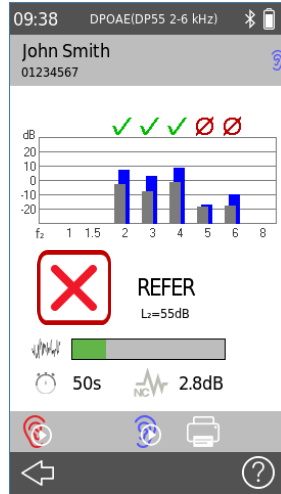 09:38 DPOAE(DP55 2-6 kHz)
John Smith
01234567
dB
20
10
0
-10
-20
f₂ 1 1.5 2 3 4 5 6 8
REFER
L₂=55dB
50s NC 2.8dB
?